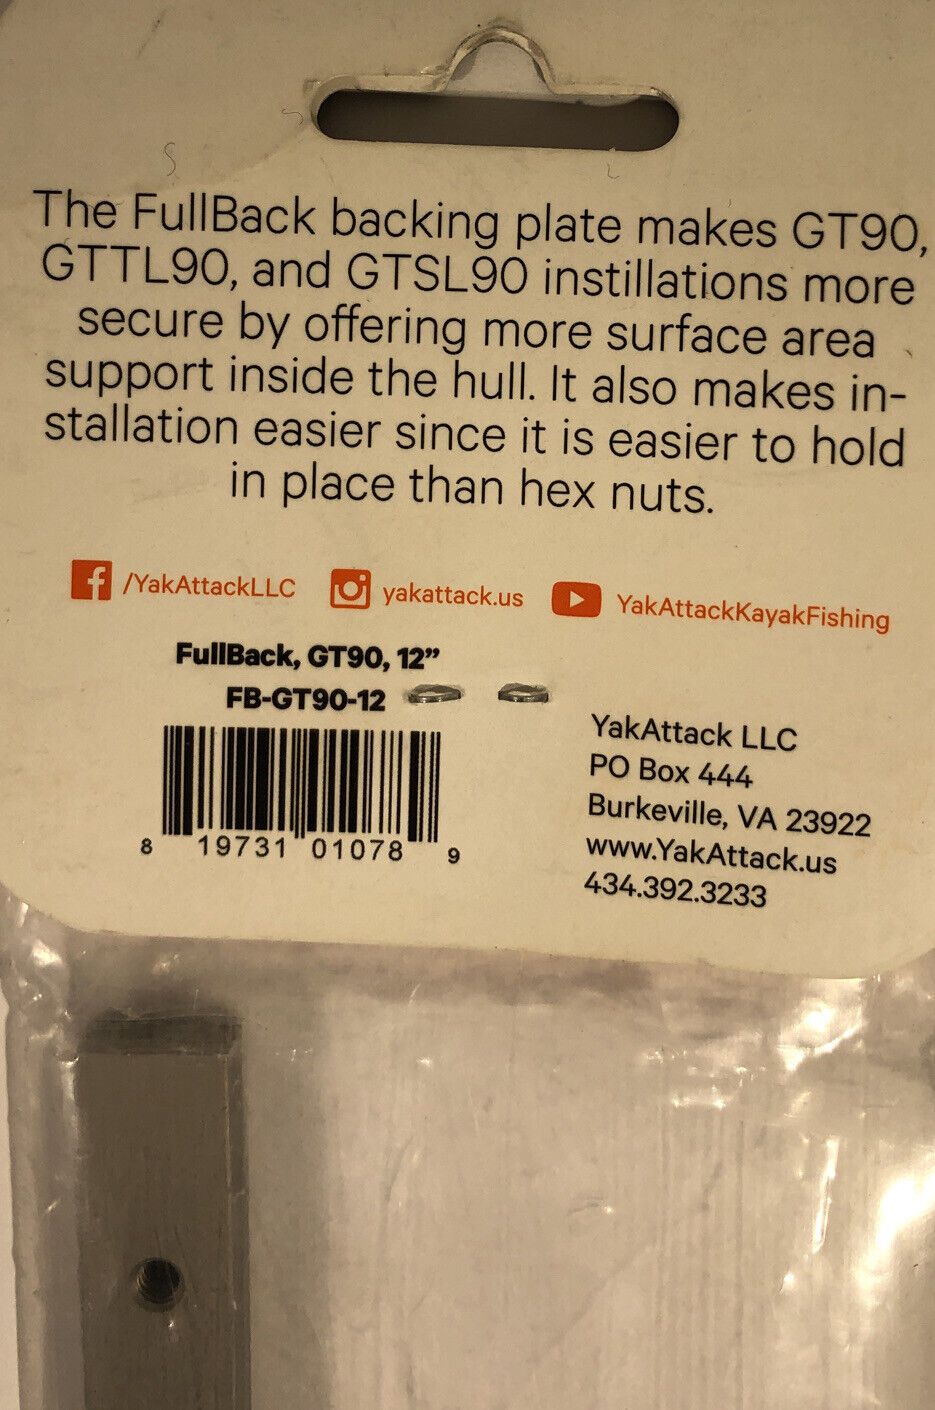 The FullBack backing plate makes GT90,
GTTL90, and GTSL90 instillations more
secure by offering more surface area
support inside the hull. It also makes in-
stallation easier since it is easier to hold
in place than hex nuts.
/YakAttackLLC yakattack.us YakAttackKayakFishing
FullBack, GT90, 12”
FB-GT90-12
8 19731 01078 9
YakAttack LLC
PO Box 444
Burkeville, VA 23922
www.YakAttack.us
434.392.3233